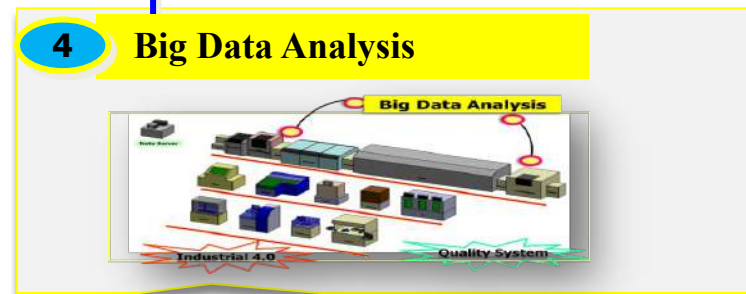 4
Big Data Analysis
Big Data Analysis
Data Server
Industrial 4.0
Quality System